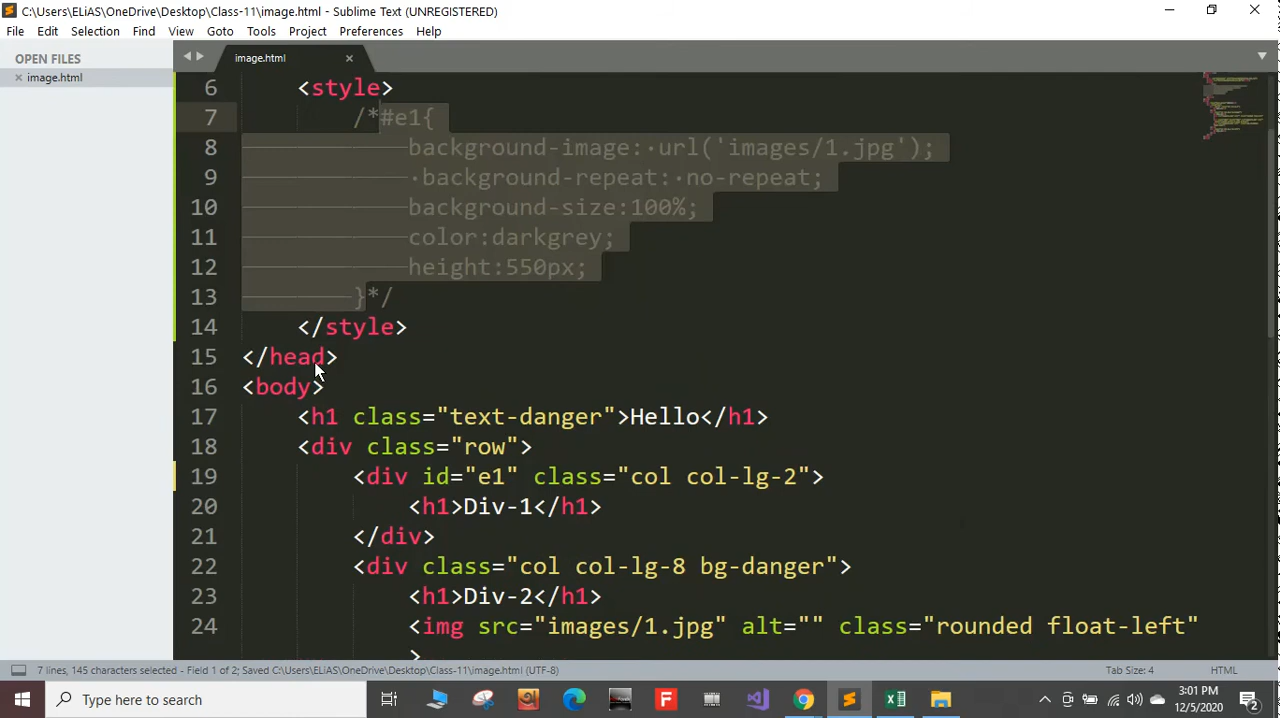 C:\Users\ELiAS\OneDrive\Desktop\Class-11\image.html - Sublime Text (UNREGISTERED)
File Edit Selection Find View Goto Tools Project Preferences Help
OPEN FILES
× image.html
image.html ×
6 <style>
7 /*#e1{
8 background-image: url('images/1.jpg');
9 background-repeat: no-repeat;
10 background-size:100%;
11 color:darkgrey;
12 height:550px;
13 }*/
14 </style>
15 </head>
16 <body>
17 <h1 class="text-danger">Hello</h1>
18 <div class="row">
19 <div id="e1" class="col col-lg-2">
20 <h1>Div-1</h1>
21 </div>
22 <div class="col col-lg-8 bg-danger">
23 <h1>Div-2</h1>
24 <img src="images/1.jpg" alt="" class="rounded float-left"
>
7 lines, 145 characters selected - Field 1 of 2; Saved C:\Users\ELiAS\OneDrive\Desktop\Class-11\image.html (UTF-8) Tab Size: 4 HTML
Type here to search
3:01 PM
12/5/2020
2